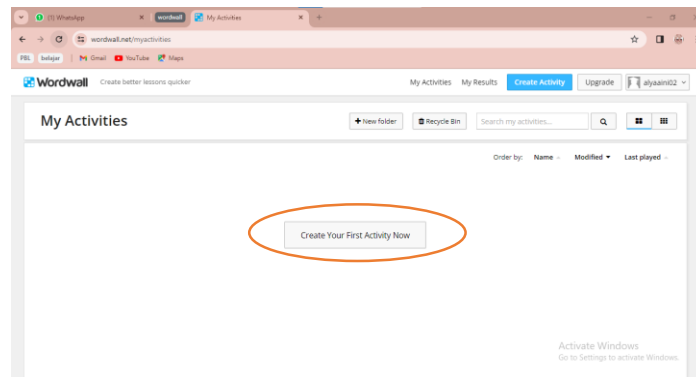 (1) WhatsApp
wordwall
My Activities
wordwall.net/myactivities
PBL
belajar
Gmail
YouTube
Maps
Wordwall
Create better lessons quicker
My Activities
My Results
Create Activity
Upgrade
alyaaini02
My Activities
New folder
Recycle Bin
Search my activities...
Order by:
Name
Modified
Last played
Create Your First Activity Now
Activate Windows
Go to Settings to activate Windows.